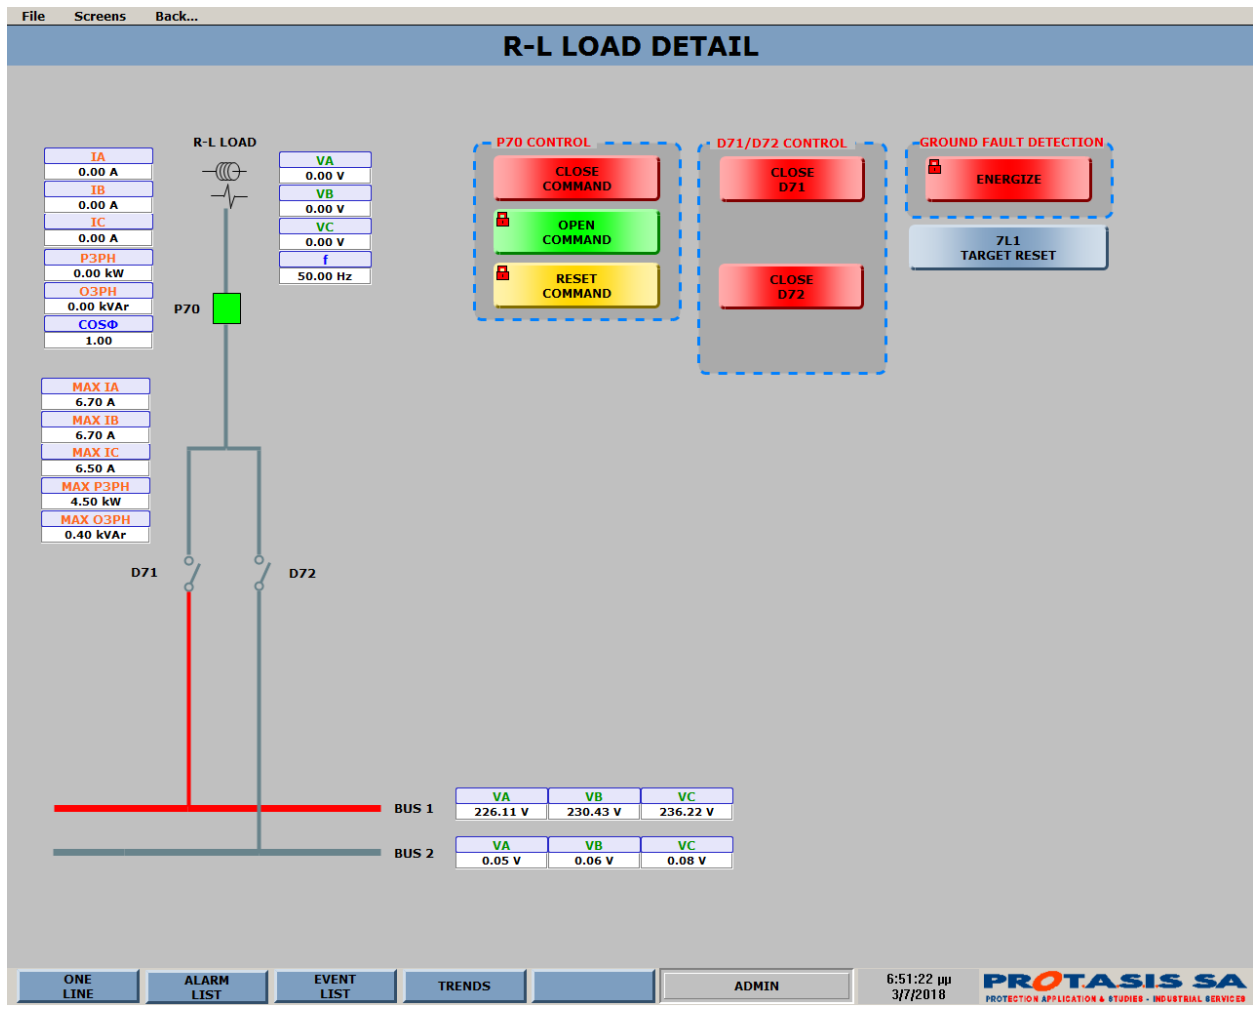 File Screens Back...
R-L LOAD DETAIL
R-L LOAD
IA
0.00 A
IB
0.00 A
IC
0.00 A
P3PH
0.00 kW
O3PH
0.00 kVAr
COSΦ
1.00
VA
0.00 V
VB
0.00 V
VC
0.00 V
f
50.00 Hz
P70
MAX IA
6.70 A
MAX IB
6.70 A
MAX IC
6.50 A
MAX P3PH
4.50 kW
MAX O3PH
0.40 kVAr
D71
D72
P70 CONTROL
CLOSE
COMMAND
OPEN
COMMAND
RESET
COMMAND
D71/D72 CONTROL
CLOSE
D71
CLOSE
D72
GROUND FAULT DETECTION
ENERGIZE
7L1
TARGET RESET
BUS 1
VA VB VC
226.11 V 230.43 V 236.22 V
BUS 2
VA VB VC
0.05 V 0.06 V 0.08 V
ONE
LINE
ALARM
LIST
EVENT
LIST
TRENDS
ADMIN
6:51:22 μμ
3/7/2018
PROTASIS SA
PROTECTION APPLICATION & STUDIES - INDUSTRIAL SERVICES